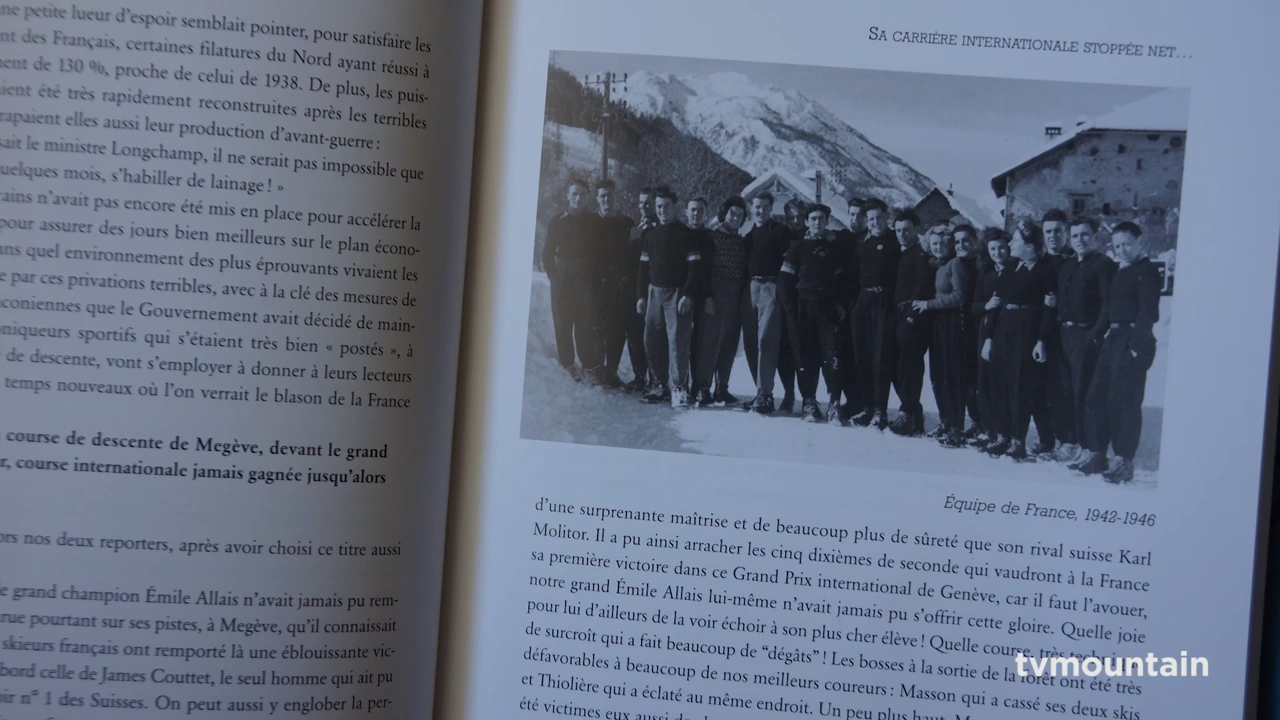 ne petite lueur d'espoir semblait pointer, pour satisfaire les
nt des Français, certaines filatures du Nord ayant réussi à
ent de 130 %, proche de celui de 1938. De plus, les puis-
ient été très rapidement reconstruites après les terribles
rapaient elles aussi leur production d'avant-guerre :
sait le ministre Longchamp, il ne serait pas impossible que
uelques mois, s'habiller de lainage ! »
rains n'avait pas encore été mis en place pour accélérer la
pour assurer des jours bien meilleurs sur le plan écono-
ns quel environnement des plus éprouvants vivaient les
e par ces privations terribles, avec à la clé des mesures de
coniennes que le Gouvernement avait décidé de main-
niqueurs sportifs qui s'étaient très bien « postés », à
de descente, vont s'employer à donner à leurs lecteurs
temps nouveaux où l'on verrait le blason de la France
course de descente de Megève, devant le grand
r, course internationale jamais gagnée jusqu'alors
ors nos deux reporters, après avoir choisi ce titre aussi
e grand champion Émile Allais n'avait jamais pu rem-
rue pourtant sur ses pistes, à Megève, qu'il connaissait
skieurs français ont remporté là une éblouissante vic-
bord celle de James Couttet, le seul homme qui ait pu
oir n° 1 des Suisses. On peut aussi y englober la per-
SA CARRIÈRE INTERNATIONALE STOPPÉE NET…
Équipe de France, 1942-1946
d'une surprenante maîtrise et de beaucoup plus de sûreté que son rival suisse Karl
Molitor. Il a pu ainsi arracher les cinq dixièmes de seconde qui vaudront à la France
sa première victoire dans ce Grand Prix international de Genève, car il faut l'avouer,
notre grand Émile Allais lui-même n'avait jamais pu s'offrir cette gloire. Quelle joie
pour lui d'ailleurs de la voir échoir à son plus cher élève ! Quelle course très technique
de surcroît qui a fait beaucoup de “dégâts” ! Les bosses à la sortie de la forêt ont été très
défavorables à beaucoup de nos meilleurs coureurs : Masson qui a cassé ses deux skis
et Thiolière qui a éclaté au même endroit. Un peu plus haut,
été victimes eux aussi
tvmountain